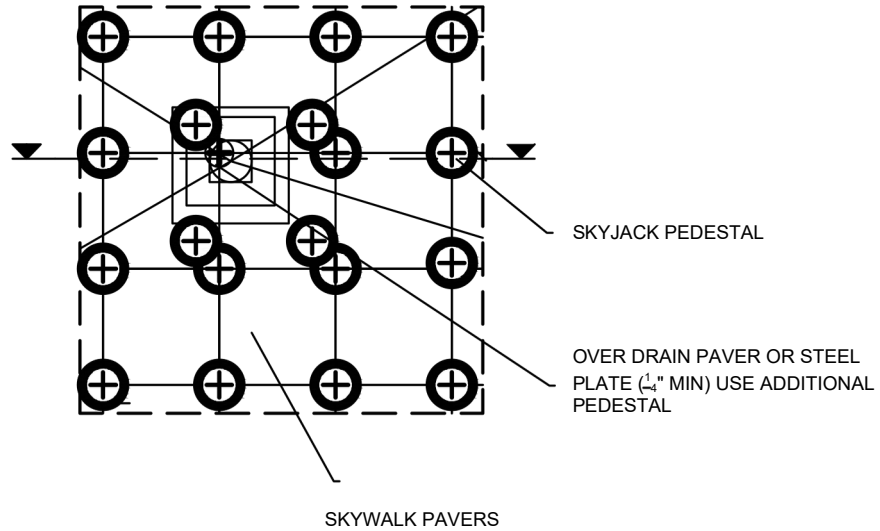 SKYJACK PEDESTAL
OVER DRAIN PAVER OR STEEL
PLATE (1/4" MIN) USE ADDITIONAL
PEDESTAL
SKYWALK PAVERS